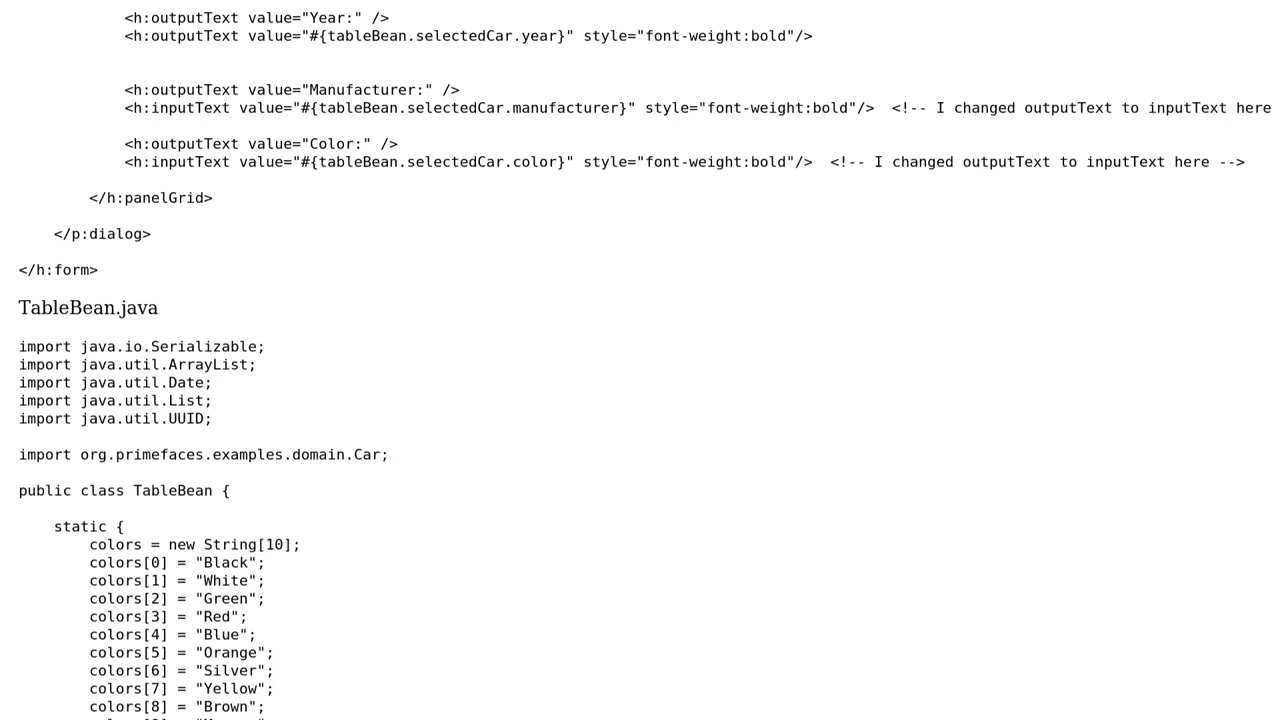 <h:outputText value="Year:" />
<h:outputText value="#{tableBean.selectedCar.year}" style="font-weight:bold"/>
<h:outputText value="Manufacturer:" />
<h:inputText value="#{tableBean.selectedCar.manufacturer}" style="font-weight:bold"/>  <!-- I changed outputText to inputText here
<h:outputText value="Color:" />
<h:inputText value="#{tableBean.selectedCar.color}" style="font-weight:bold"/>  <!-- I changed outputText to inputText here -->
</h:panelGrid>
</p:dialog>
</h:form>
TableBean.java
import java.io.Serializable;
import java.util.ArrayList;
import java.util.Date;
import java.util.List;
import java.util.UUID;
import org.primefaces.examples.domain.Car;
public class TableBean {
static {
colors = new String[10];
colors[0] = "Black";
colors[1] = "White";
colors[2] = "Green";
colors[3] = "Red";
colors[4] = "Blue";
colors[5] = "Orange";
colors[6] = "Silver";
colors[7] = "Yellow";
colors[8] = "Brown";